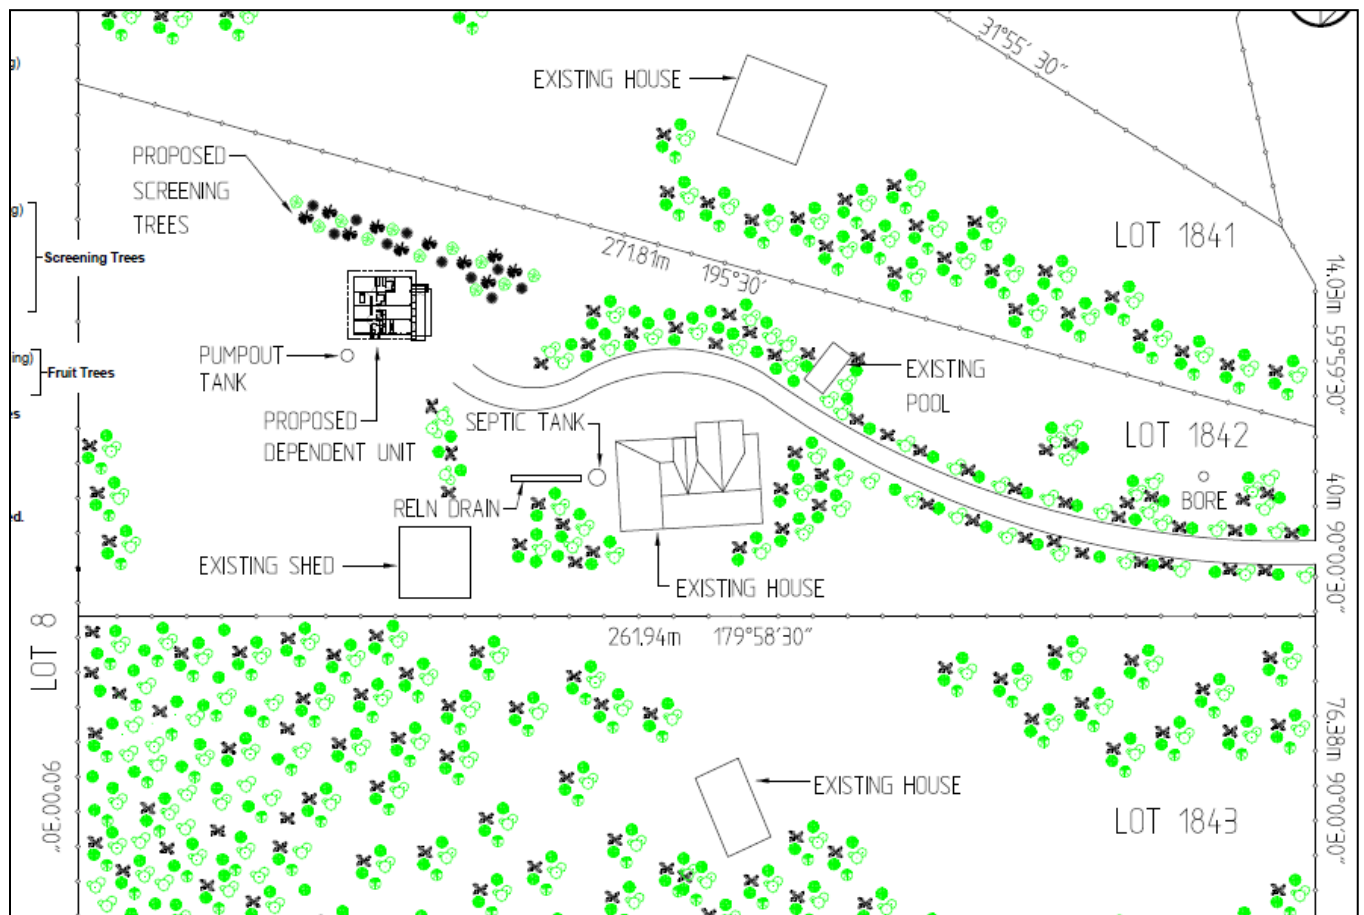 31°55' 30"
EXISTING HOUSE
g)
PROPOSED
SCREENING
TREES
g)
Screening Trees
LOT 1841
271.81m 195°30'
14.03m 59°59'30"
PUMPOUT
TANK
ing)
Fruit Trees
EXISTING
POOL
es
PROPOSED
DEPENDENT UNIT
SEPTIC TANK
LOT 1842
RELN DRAIN
BORE
40m 90°00'30"
ed.
EXISTING SHED
EXISTING HOUSE
LOT 8
261.94m 179°58'30"
90°00'30"
76.38m 90°00'30"
EXISTING HOUSE
LOT 1843